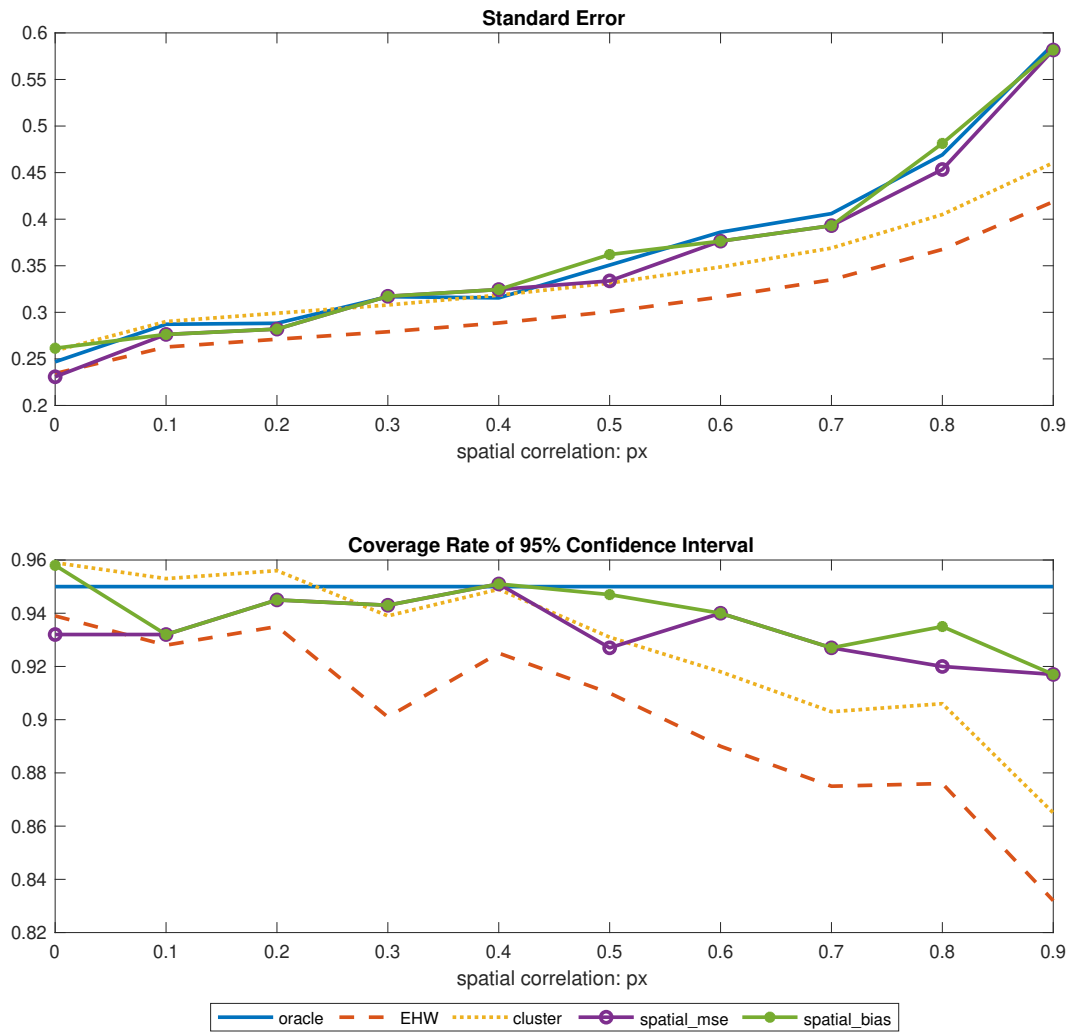 Standard Error
0.6
0.55
0.5
0.45
0.4
0.35
0.3
0.25
0.2
0 0.1 0.2 0.3 0.4 0.5 0.6 0.7 0.8 0.9
spatial correlation: px
Coverage Rate of 95% Confidence Interval
0.96
0.94
0.92
0.9
0.88
0.86
0.84
0.82
0 0.1 0.2 0.3 0.4 0.5 0.6 0.7 0.8 0.9
spatial correlation: px
oracle EHW cluster spatial_mse spatial_bias